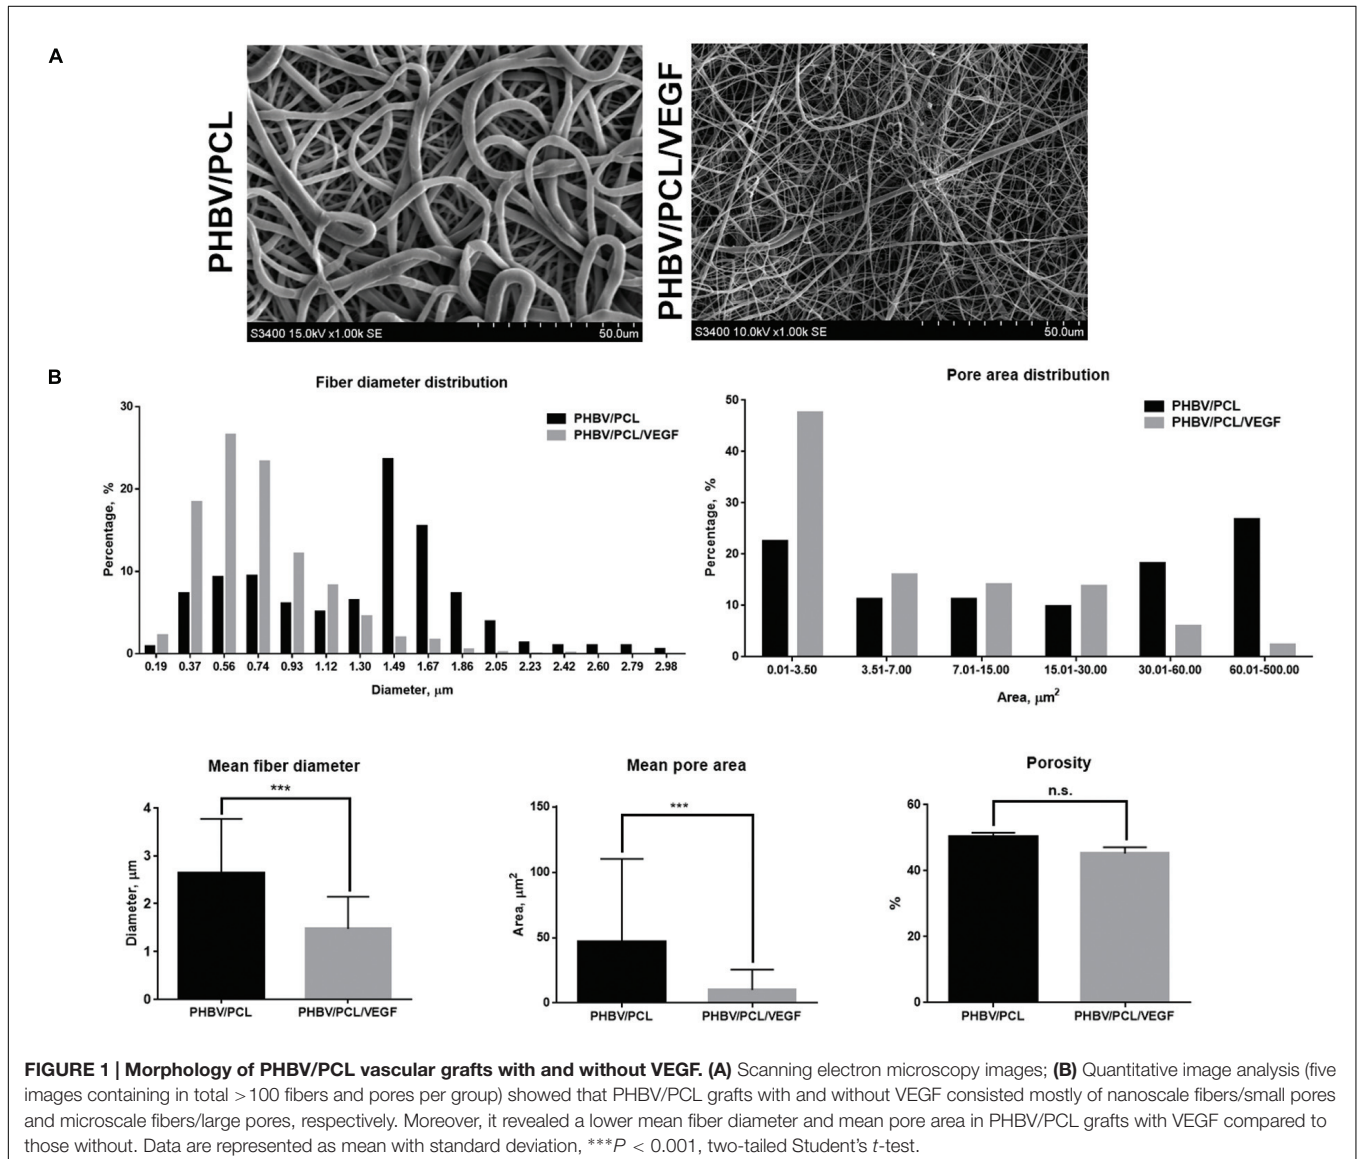 A
PHBV/PCL
S3400 15.0kV x1.00k SE 50.0um
PHBV/PCL/VEGF
S3400 10.0kV x1.00k SE 50.0um
B
Fiber diameter distribution
PHBV/PCL
PHBV/PCL/VEGF
Percentage, %
30
20
10
0
0.19 0.37 0.56 0.74 0.93 1.12 1.30 1.49 1.67 1.86 2.05 2.23 2.42 2.60 2.79 2.98
Diameter, μm
Pore area distribution
PHBV/PCL
PHBV/PCL/VEGF
Percentage, %
50
40
30
20
10
0
0.01-3.50 3.51-7.00 7.01-15.00 15.01-30.00 30.01-60.00 60.01-500.00
Area, μm²
Mean fiber diameter
***
Diameter, μm
4
3
2
1
0
PHBV/PCL PHBV/PCL/VEGF
Mean pore area
***
Area, μm²
150
100
50
0
PHBV/PCL PHBV/PCL/VEGF
Porosity
n.s.
%
60
40
20
0
PHBV/PCL PHBV/PCL/VEGF
FIGURE 1 | Morphology of PHBV/PCL vascular grafts with and without VEGF. (A) Scanning electron microscopy images; (B) Quantitative image analysis (five
images containing in total >100 fibers and pores per group) showed that PHBV/PCL grafts with and without VEGF consisted mostly of nanoscale fibers/small pores
and microscale fibers/large pores, respectively. Moreover, it revealed a lower mean fiber diameter and mean pore area in PHBV/PCL grafts with VEGF compared to
those without. Data are represented as mean with standard deviation, ***P < 0.001, two-tailed Student's t-test.